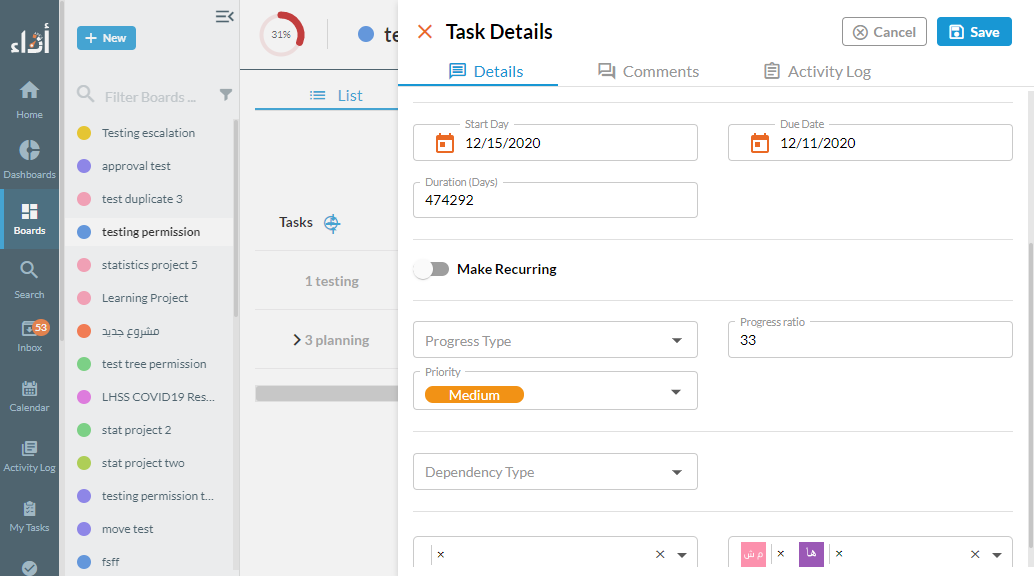 أداء
Home
Dashboards
Boards
Search
53
Inbox
Calendar
Activity Log
My Tasks
+ New
Filter Boards ...
Testing escalation
approval test
test duplicate 3
testing permission
statistics project 5
Learning Project
مشروع جديد
test tree permission
LHSS COVID19 Res...
stat project 2
stat project two
testing permission t...
move test
fsff
31%
te
List
Tasks
1 testing
3 planning
Task Details
Cancel
Save
Details
Comments
Activity Log
Start Day
12/15/2020
Due Date
12/11/2020
Duration (Days)
474292
Make Recurring
Progress Type
Progress ratio
33
Priority
Medium
Dependency Type
م ش
ها